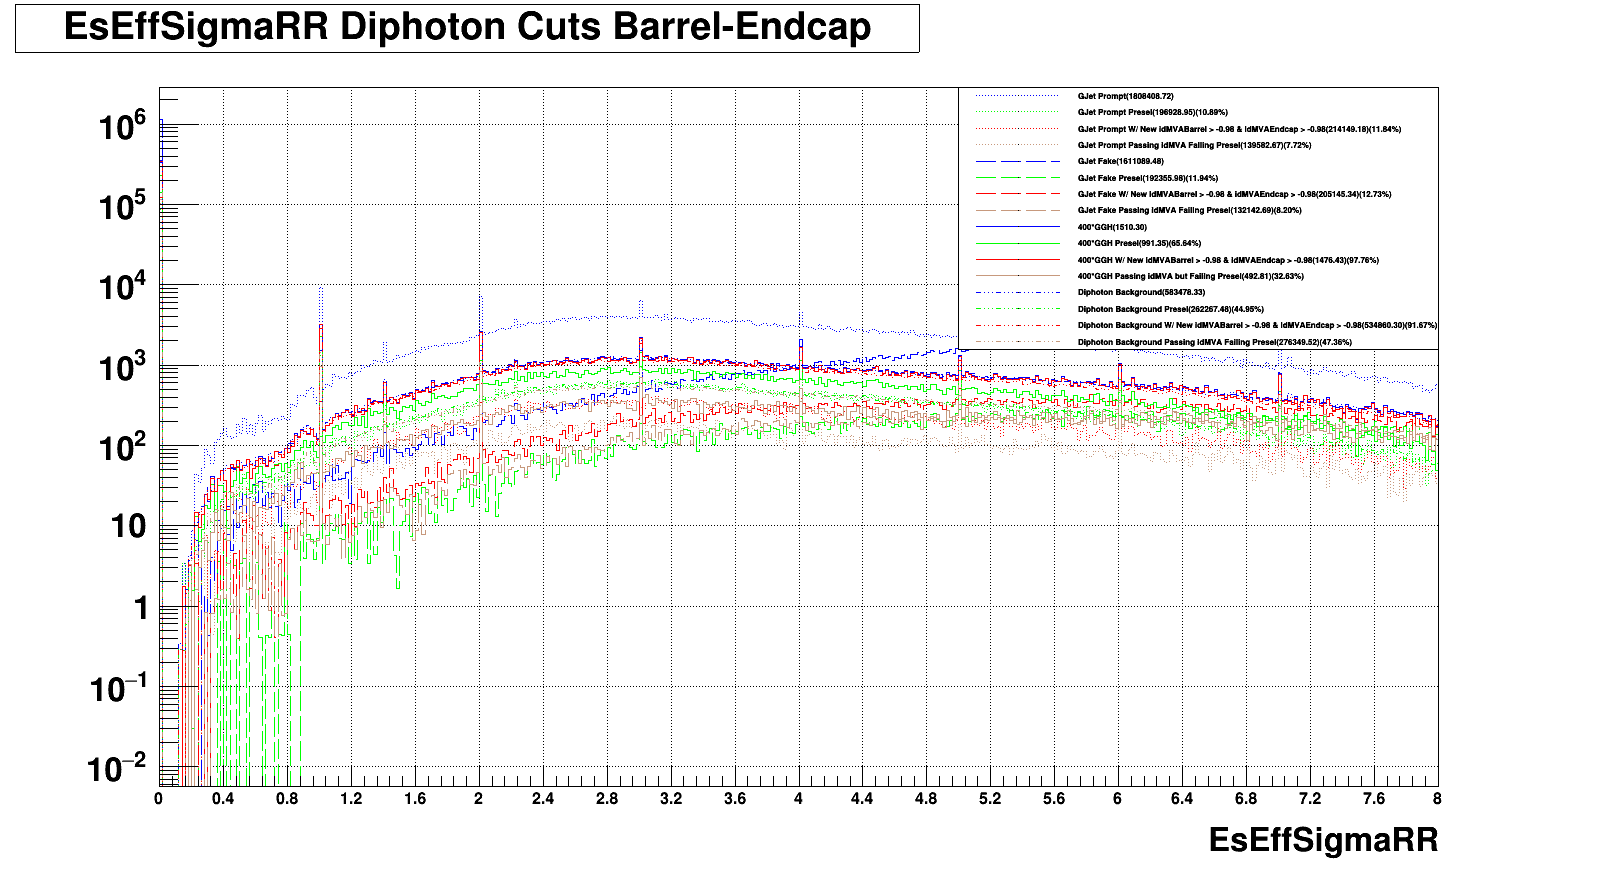 EsEffSigmaRR Diphoton Cuts Barrel-Endcap
GJet Prompt(1808408.72)
GJet Prompt Presel(196928.95)(10.89%)
GJet Prompt W/ New idMVABarrel > -0.98 & idMVAEndcap > -0.98(214149.18)(11.84%)
GJet Prompt Passing idMVA Failing Presel(139582.67)(7.72%)
GJet Fake(1611089.48)
GJet Fake Presel(192355.98)(11.94%)
GJet Fake W/ New idMVABarrel > -0.98 & idMVAEndcap > -0.98(205145.34)(12.73%)
GJet Fake Passing idMVA Failing Presel(132142.69)(8.20%)
400*GGH(1510.30)
400*GGH Presel(991.35)(65.64%)
400*GGH W/ New idMVABarrel > -0.98 & idMVAEndcap > -0.98(1476.43)(97.76%)
400*GGH Passing idMVA but Failing Presel(492.81)(32.63%)
Diphoton Background(583478.33)
Diphoton Background Presel(262267.48)(44.95%)
Diphoton Background W/ New idMVABarrel > -0.98 & idMVAEndcap > -0.98(534860.30)(91.67%)
Diphoton Background Passing idMVA Failing Presel(276349.52)(47.36%)
10⁶
10⁵
10⁴
10³
10²
10
1
10⁻¹
10⁻²
0 0.4 0.8 1.2 1.6 2 2.4 2.8 3.2 3.6 4 4.4 4.8 5.2 5.6 6 6.4 6.8 7.2 7.6 8
EsEffSigmaRR